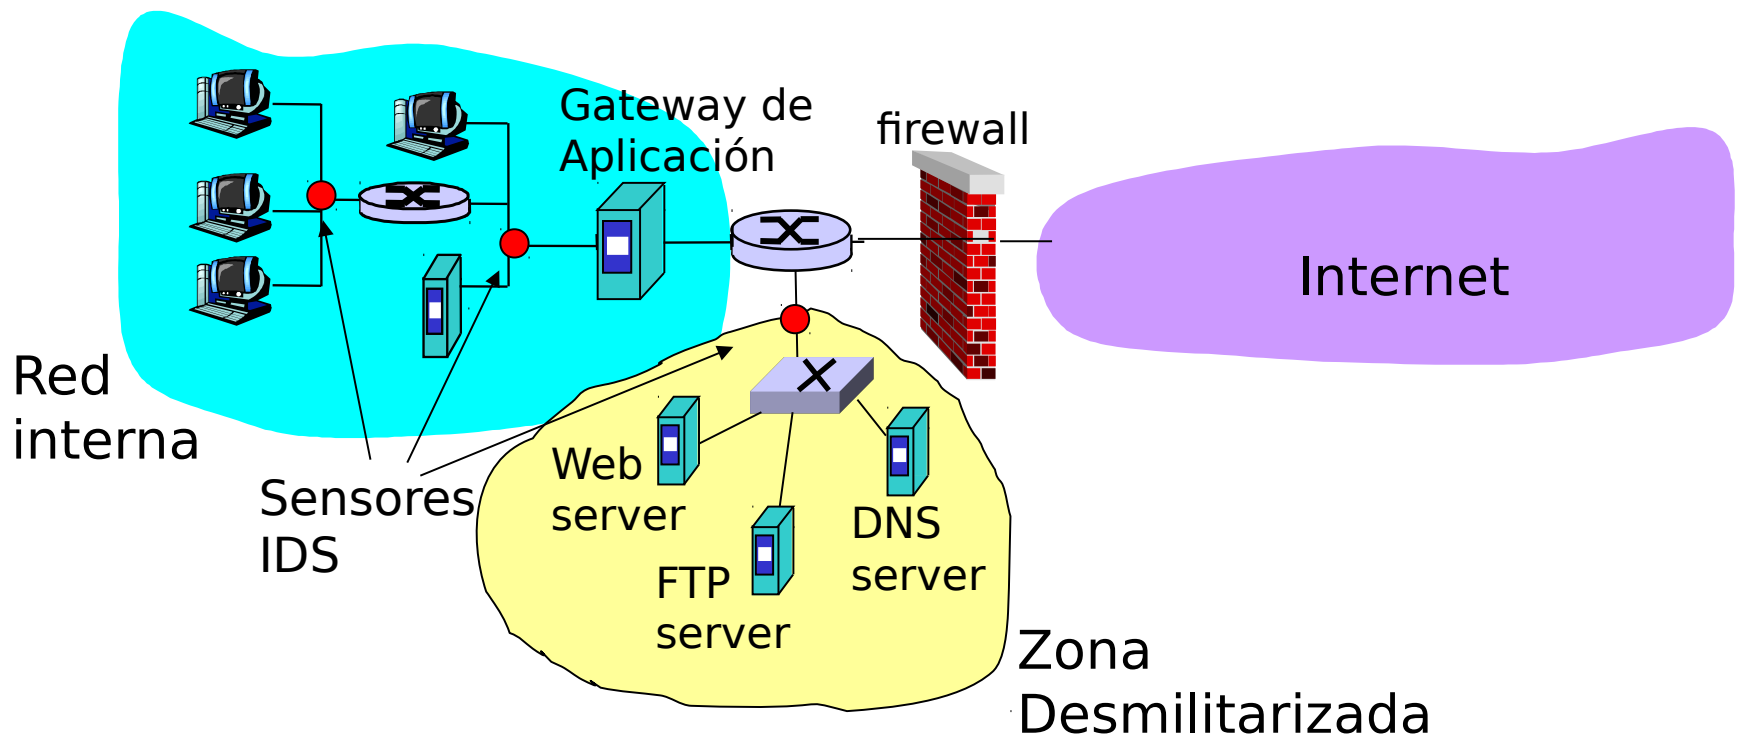 Gateway de
Aplicación
firewall
Internet
Red
interna
Sensores
IDS
Web
server
FTP
server
DNS
server
Zona
Desmilitarizada